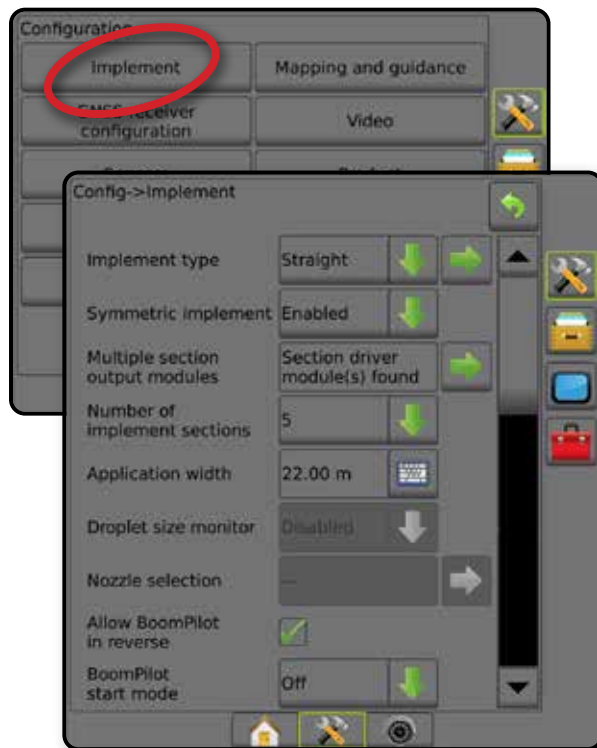 Configuration
Implement
Mapping and guidance
GNSS receiver
configuration
Video
Config->Implement
Implement type
Straight
Symmetric implement
Enabled
Multiple section
output modules
Section driver
module(s) found
Number of
implement sections
5
Application width
22.00 m
Droplet size monitor
Disabled
Nozzle selection
---
Allow BoomPilot
in reverse
BoomPilot
start mode
Off